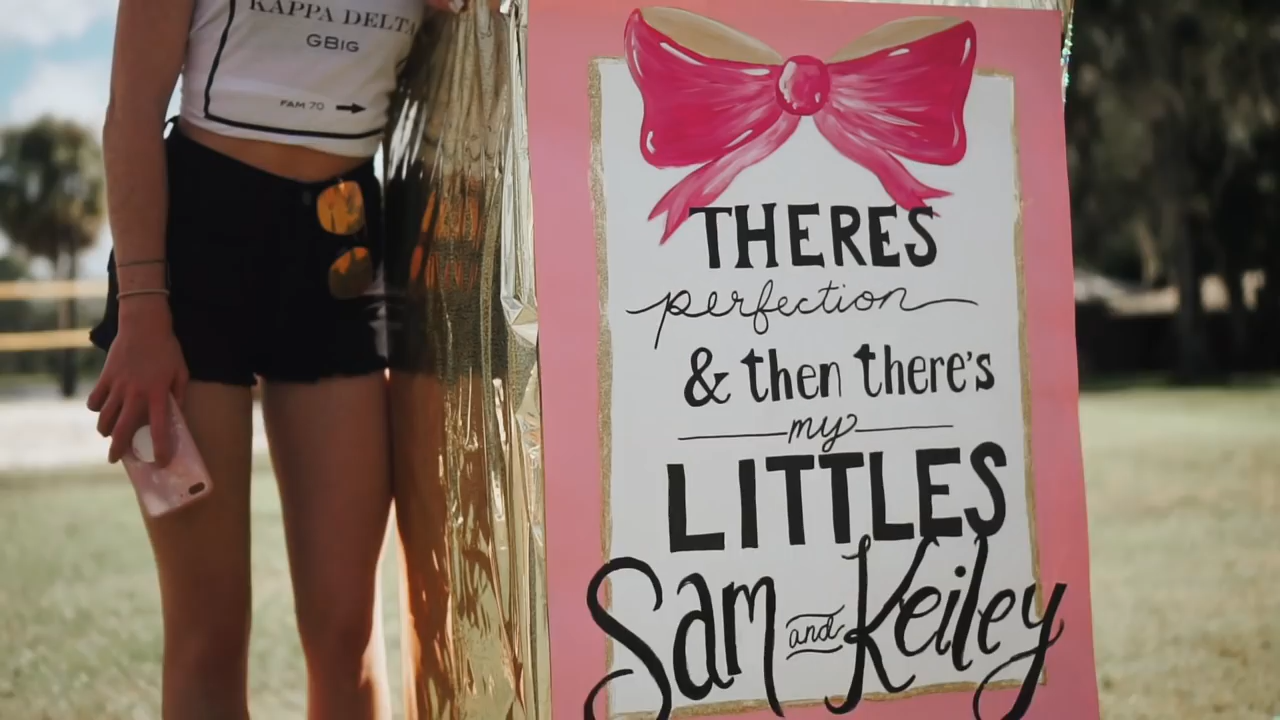 KAPPA DELTA
GBIG
FAM 70
THERES
perfection
& then there's
my
LITTLES
Sam and Keiley